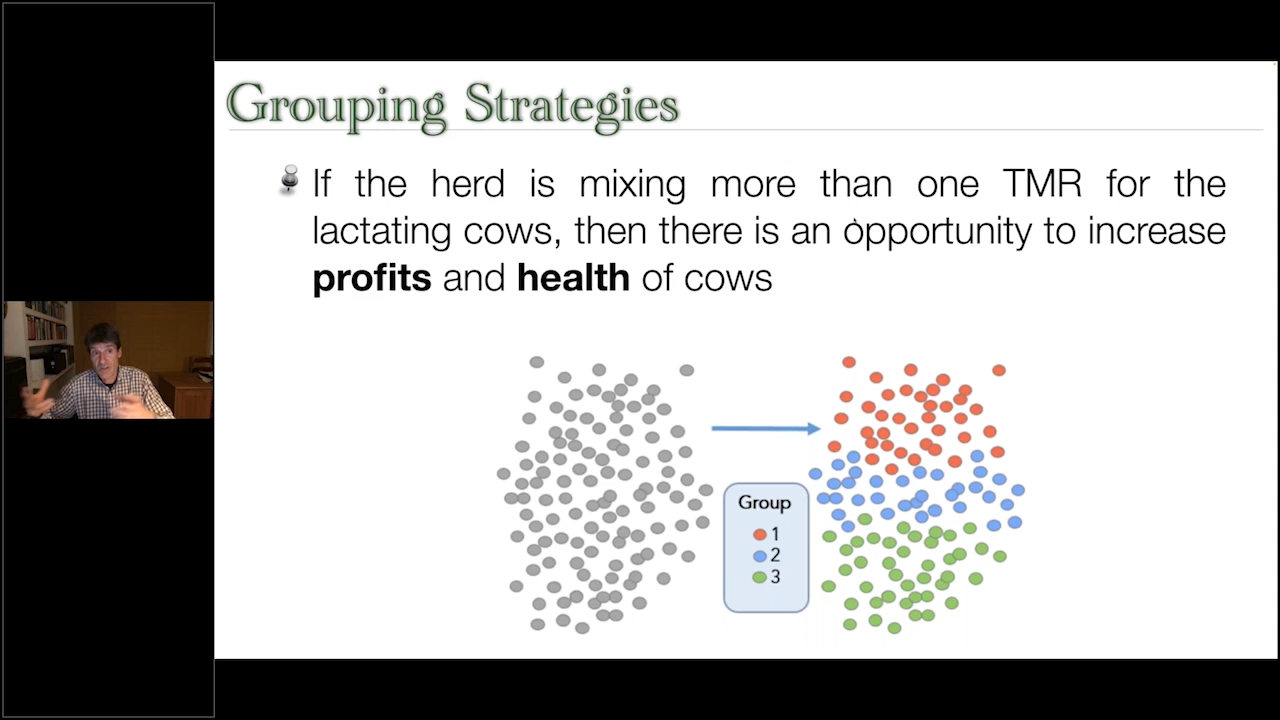 Grouping Strategies
If the herd is mixing more than one TMR for the
lactating cows, then there is an opportunity to increase
profits and health of cows
Group
1
2
3